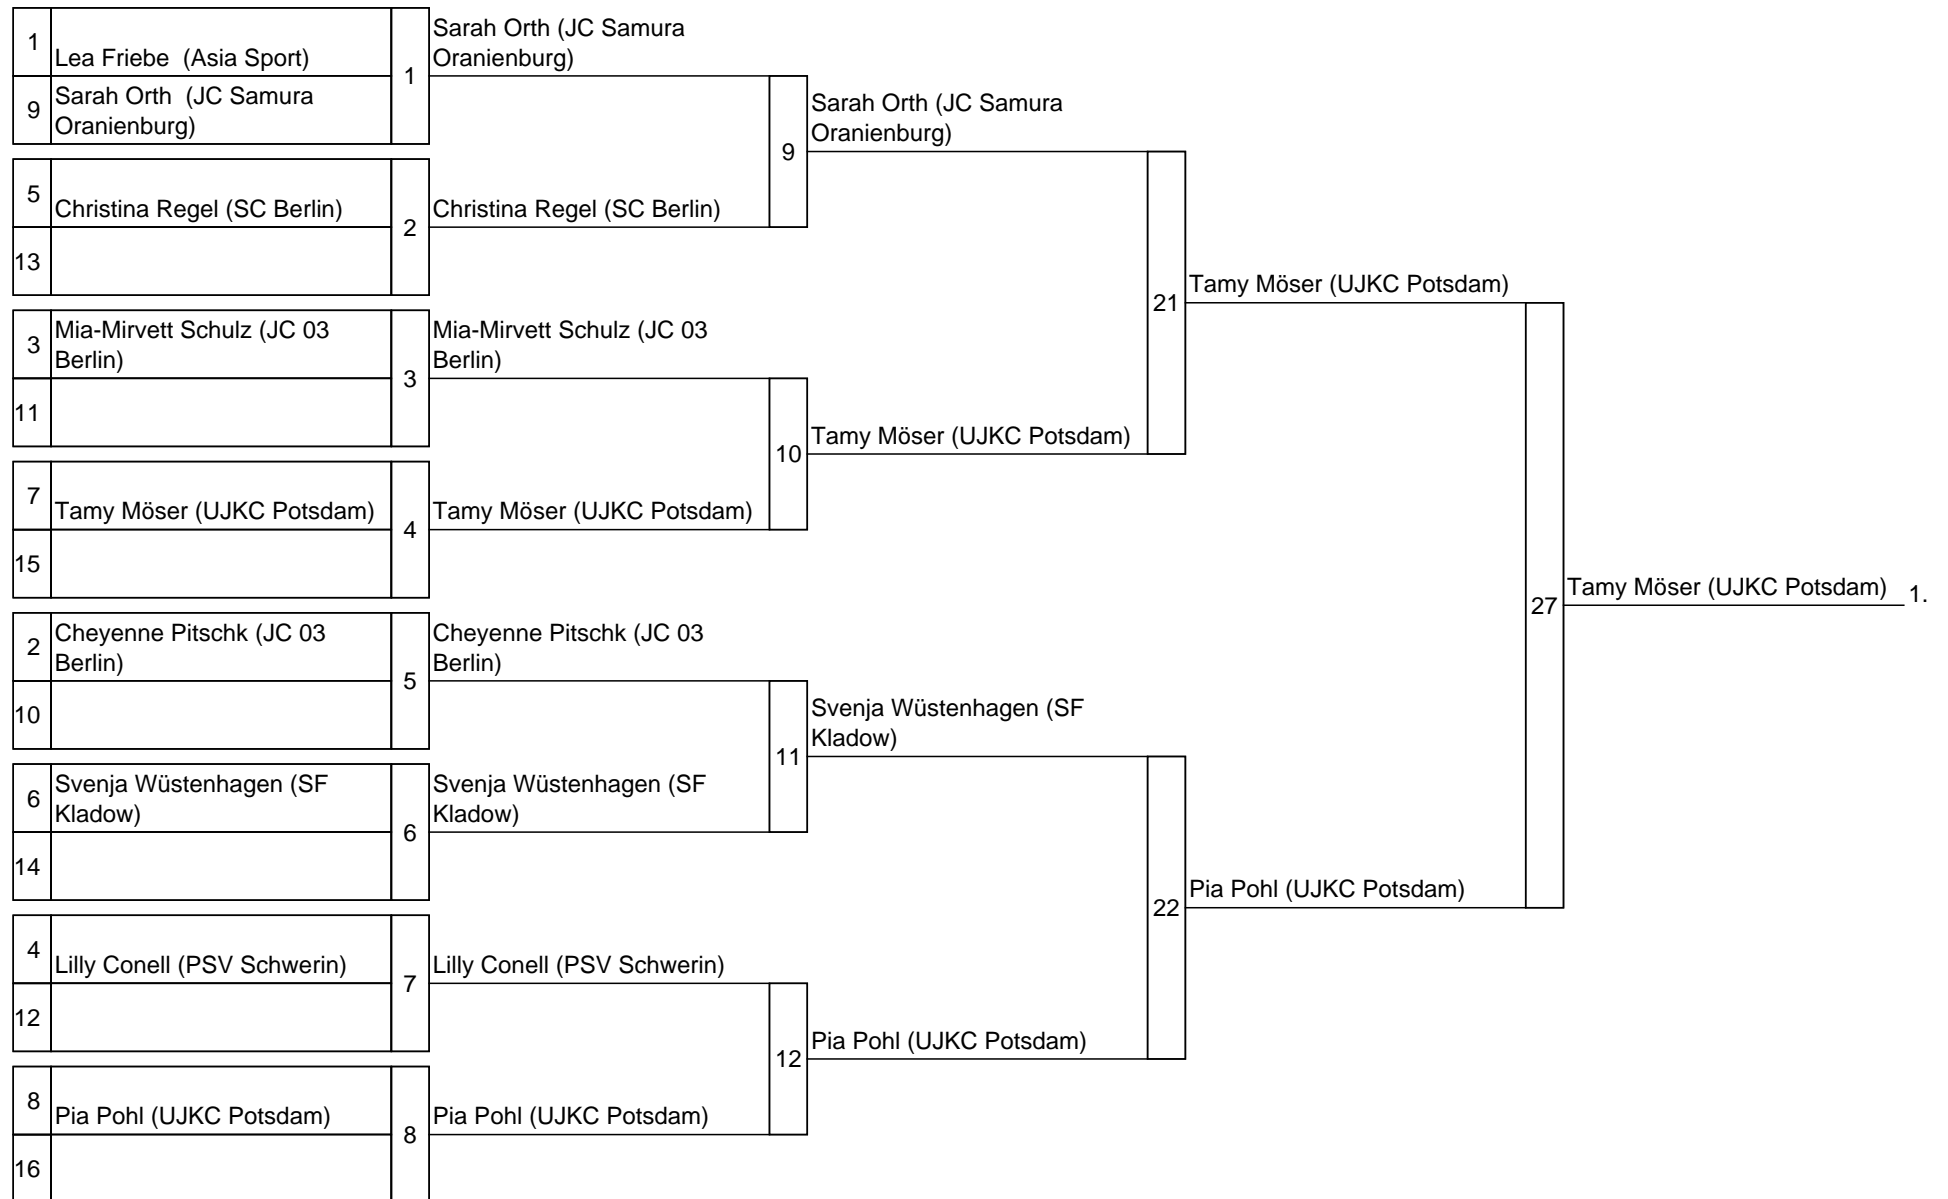 1
Lea Friebe  (Asia Sport)
9
Sarah Orth  (JC Samura
Oranienburg)
1
5
Christina Regel (SC Berlin)
13
2
3
Mia-Mirvett Schulz (JC 03
Berlin)
11
3
7
Tamy Möser (UJKC Potsdam)
15
4
2
Cheyenne Pitschk (JC 03
Berlin)
10
5
6
Svenja Wüstenhagen (SF
Kladow)
14
6
4
Lilly Conell (PSV Schwerin)
12
7
8
Pia Pohl (UJKC Potsdam)
16
8
Sarah Orth (JC Samura
Oranienburg)
Christina Regel (SC Berlin)
9
Mia-Mirvett Schulz (JC 03
Berlin)
Tamy Möser (UJKC Potsdam)
10
Cheyenne Pitschk (JC 03
Berlin)
Svenja Wüstenhagen (SF
Kladow)
11
Lilly Conell (PSV Schwerin)
Pia Pohl (UJKC Potsdam)
12
Sarah Orth (JC Samura
Oranienburg)
Tamy Möser (UJKC Potsdam)
21
Svenja Wüstenhagen (SF
Kladow)
Pia Pohl (UJKC Potsdam)
22
Tamy Möser (UJKC Potsdam)
Pia Pohl (UJKC Potsdam)
27
Tamy Möser (UJKC Potsdam) 1.